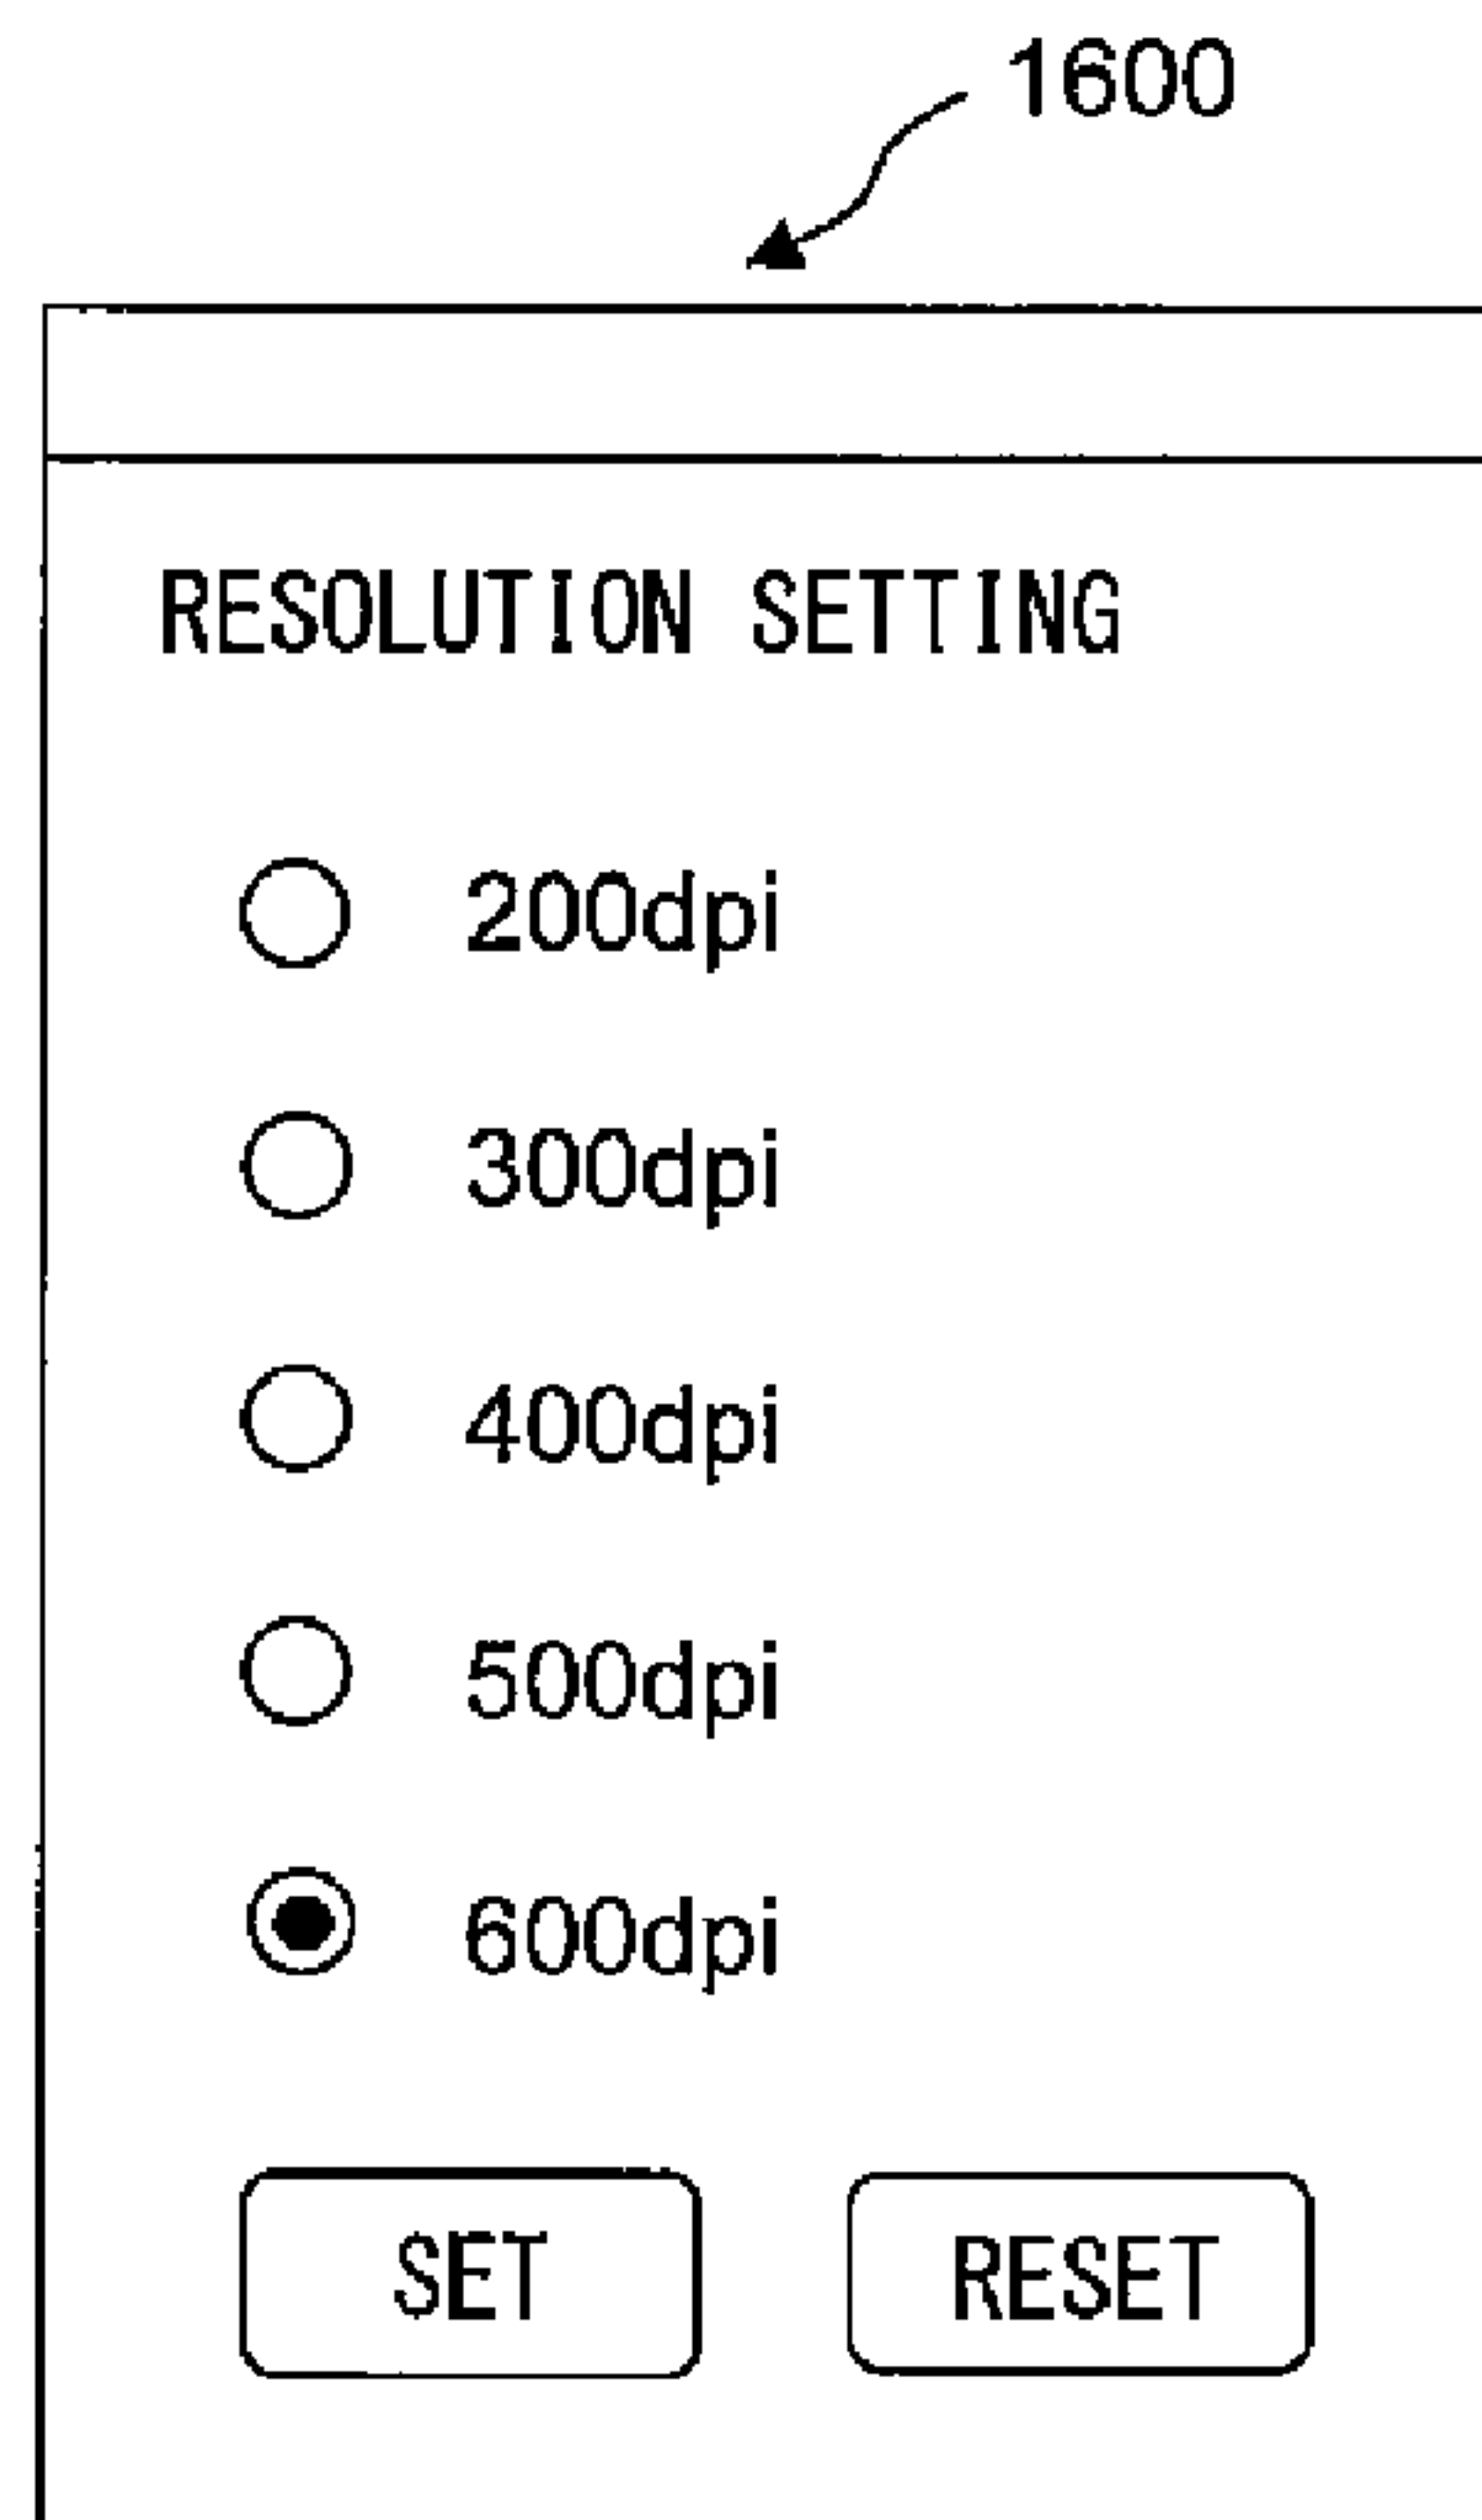 1600
RESOLUTION SETTING
200dpi
300dpi
400dpi
500dpi
600dpi
SET RESET